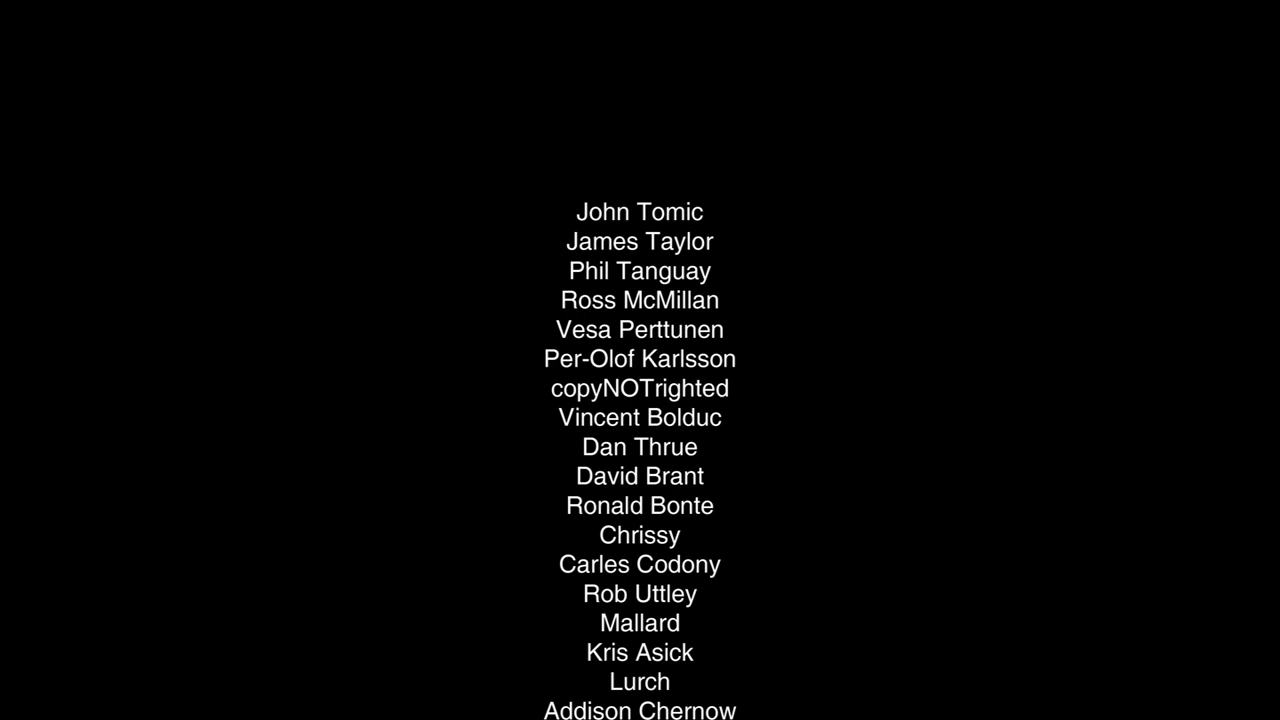 John Tomic
James Taylor
Phil Tanguay
Ross McMillan
Vesa Perttunen
Per-Olof Karlsson
copyNOTrighted
Vincent Bolduc
Dan Thrue
David Brant
Ronald Bonte
Chrissy
Carles Codony
Rob Uttley
Mallard
Kris Asick
Lurch
Addison Chernow